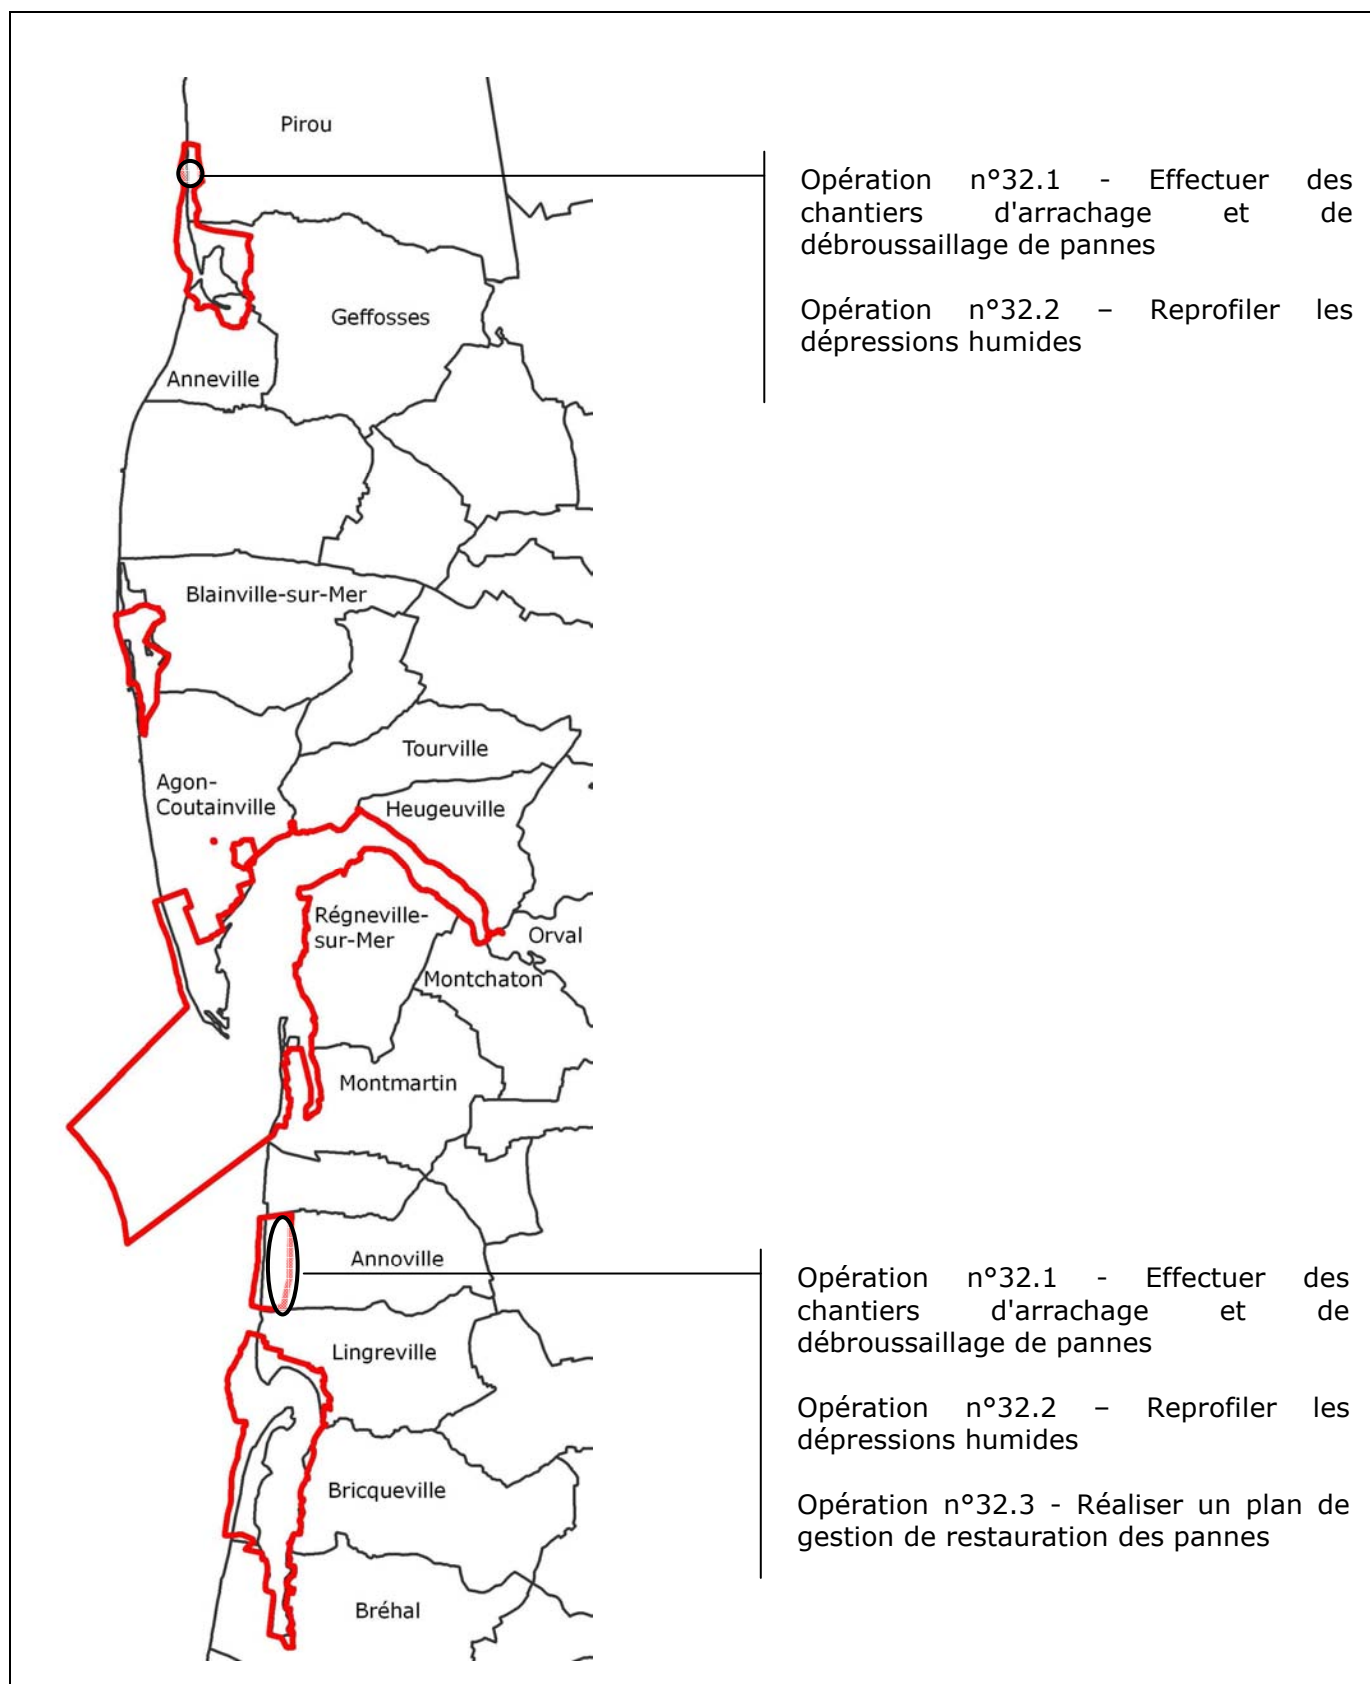 Pirou
Opération n°32.1 - Effectuer des
chantiers d'arrachage et de
débroussaillage de pannes
Opération n°32.2 – Reprofiler les
dépressions humides
Geffosses
Anneville
Blainville-sur-Mer
Tourville
Agon-
Coutainville
Heugeuville
Régneville-
sur-Mer
Orval
Montchaton
Montmartin
Annoville
Opération n°32.1 - Effectuer des
chantiers d'arrachage et de
débroussaillage de pannes
Opération n°32.2 – Reprofiler les
dépressions humides
Opération n°32.3 - Réaliser un plan de
gestion de restauration des pannes
Lingreville
Bricqueville
Bréhal